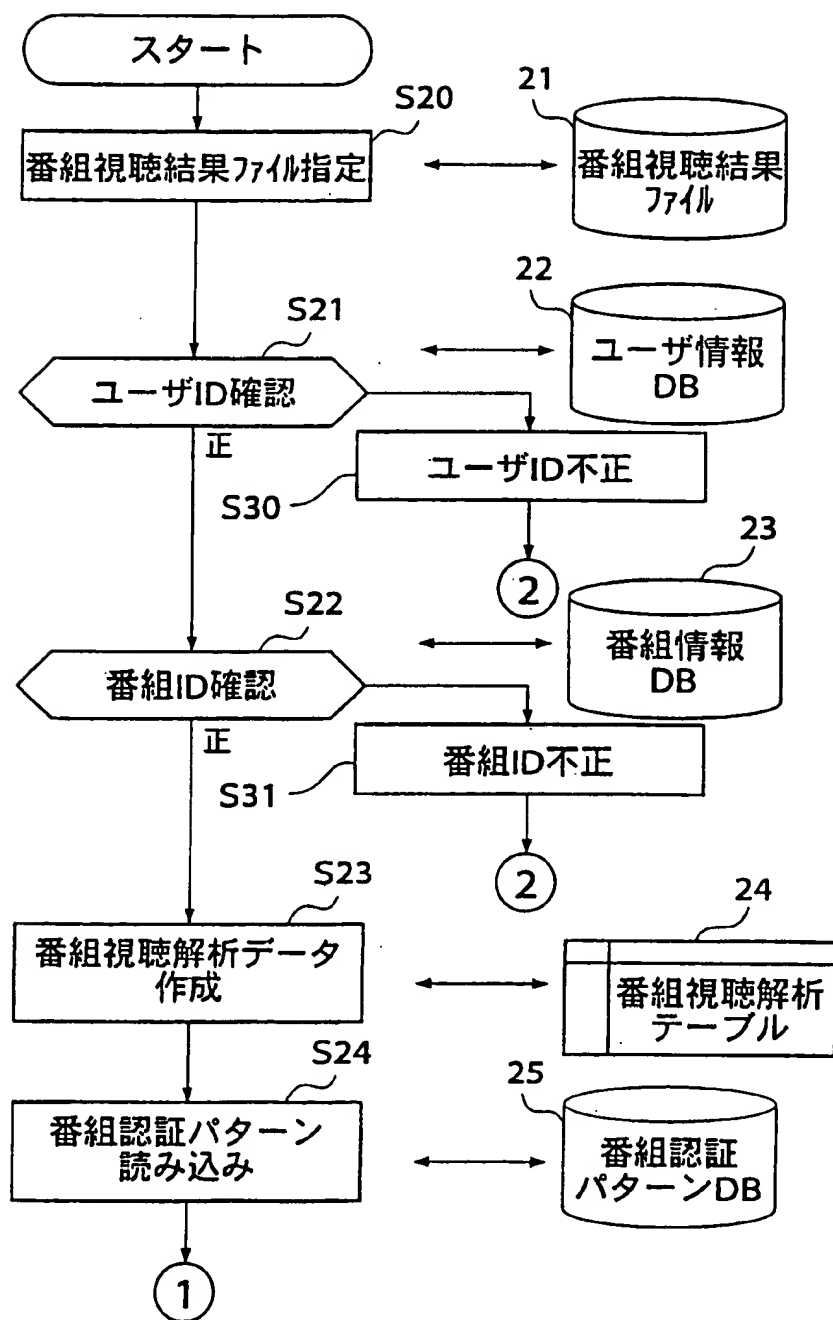 スタート
S20
番組視聴結果ファイル指定
21
番組視聴結果
ファイル
S21
ユーザID確認
正
22
ユーザ情報
DB
S30
ユーザID不正
2
S22
番組ID確認
正
23
番組情報
DB
S31
番組ID不正
2
S23
番組視聴解析データ
作成
24
番組視聴解析
テーブル
S24
番組認証パターン
読み込み
25
番組認証
パターンDB
1